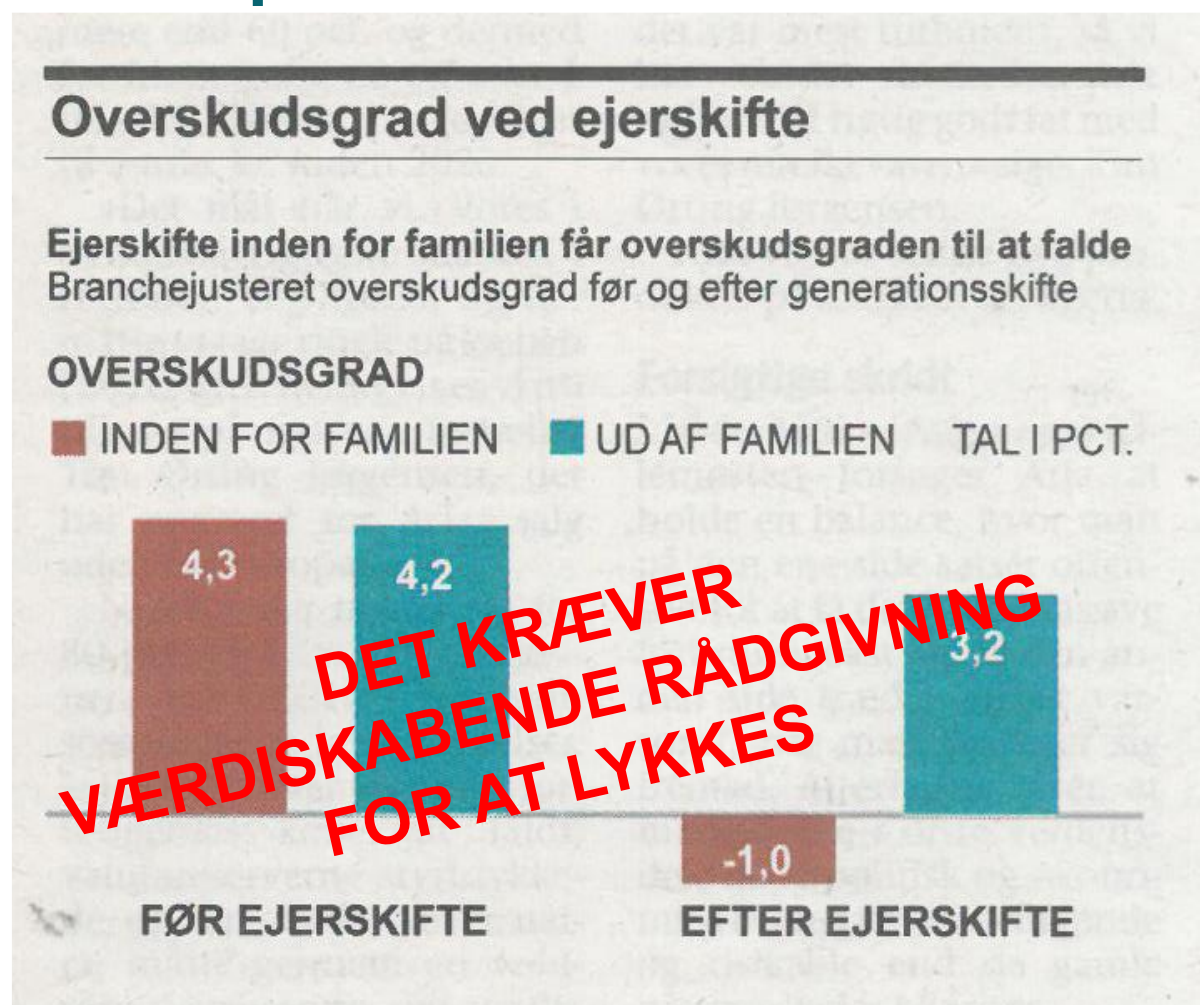 Overskudsgrad ved ejerskifte
Ejerskifte inden for familien får overskudsgraden til at falde
Branchejusteret overskudsgrad før og efter generationsskifte
OVERSKUDSGRAD
INDEN FOR FAMILIEN UD AF FAMILIEN TAL I PCT.
4,3
4,2
DET KRÆVER
VÆRDISKABENDE RÅDGIVNING
FOR AT LYKKES
3,2
-1,0
FØR EJERSKIFTE EFTER EJERSKIFTE